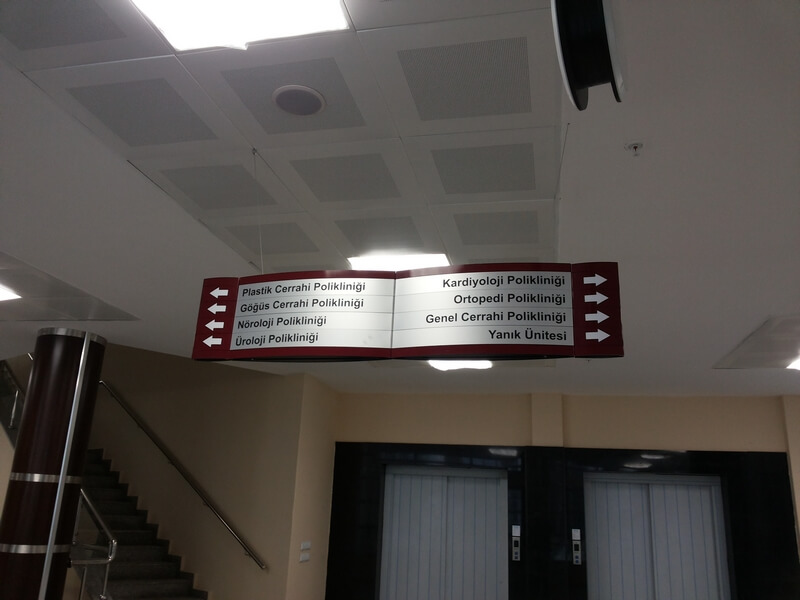 Plastik Cerrahi Polikliniği
Göğüs Cerrahi Polikliniği
Nöroloji Polikliniği
Üroloji Polikliniği
Kardiyoloji Polikliniği
Ortopedi Polikliniği
Genel Cerrahi Polikliniği
Yanık Ünitesi